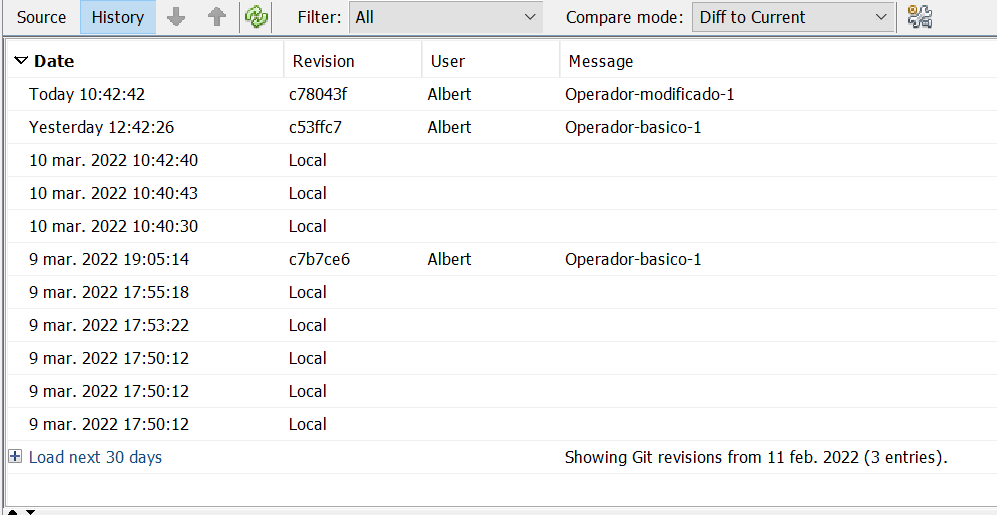 Source History Filter: All Compare mode: Diff to Current
Date Revision User Message
Today 10:42:42 c78043f Albert Operador-modificado-1
Yesterday 12:42:26 c53ffc7 Albert Operador-basico-1
10 mar. 2022 10:42:40 Local
10 mar. 2022 10:40:43 Local
10 mar. 2022 10:40:30 Local
9 mar. 2022 19:05:14 c7b7ce6 Albert Operador-basico-1
9 mar. 2022 17:55:18 Local
9 mar. 2022 17:53:22 Local
9 mar. 2022 17:50:12 Local
9 mar. 2022 17:50:12 Local
9 mar. 2022 17:50:12 Local
Load next 30 days Showing Git revisions from 11 feb. 2022 (3 entries).